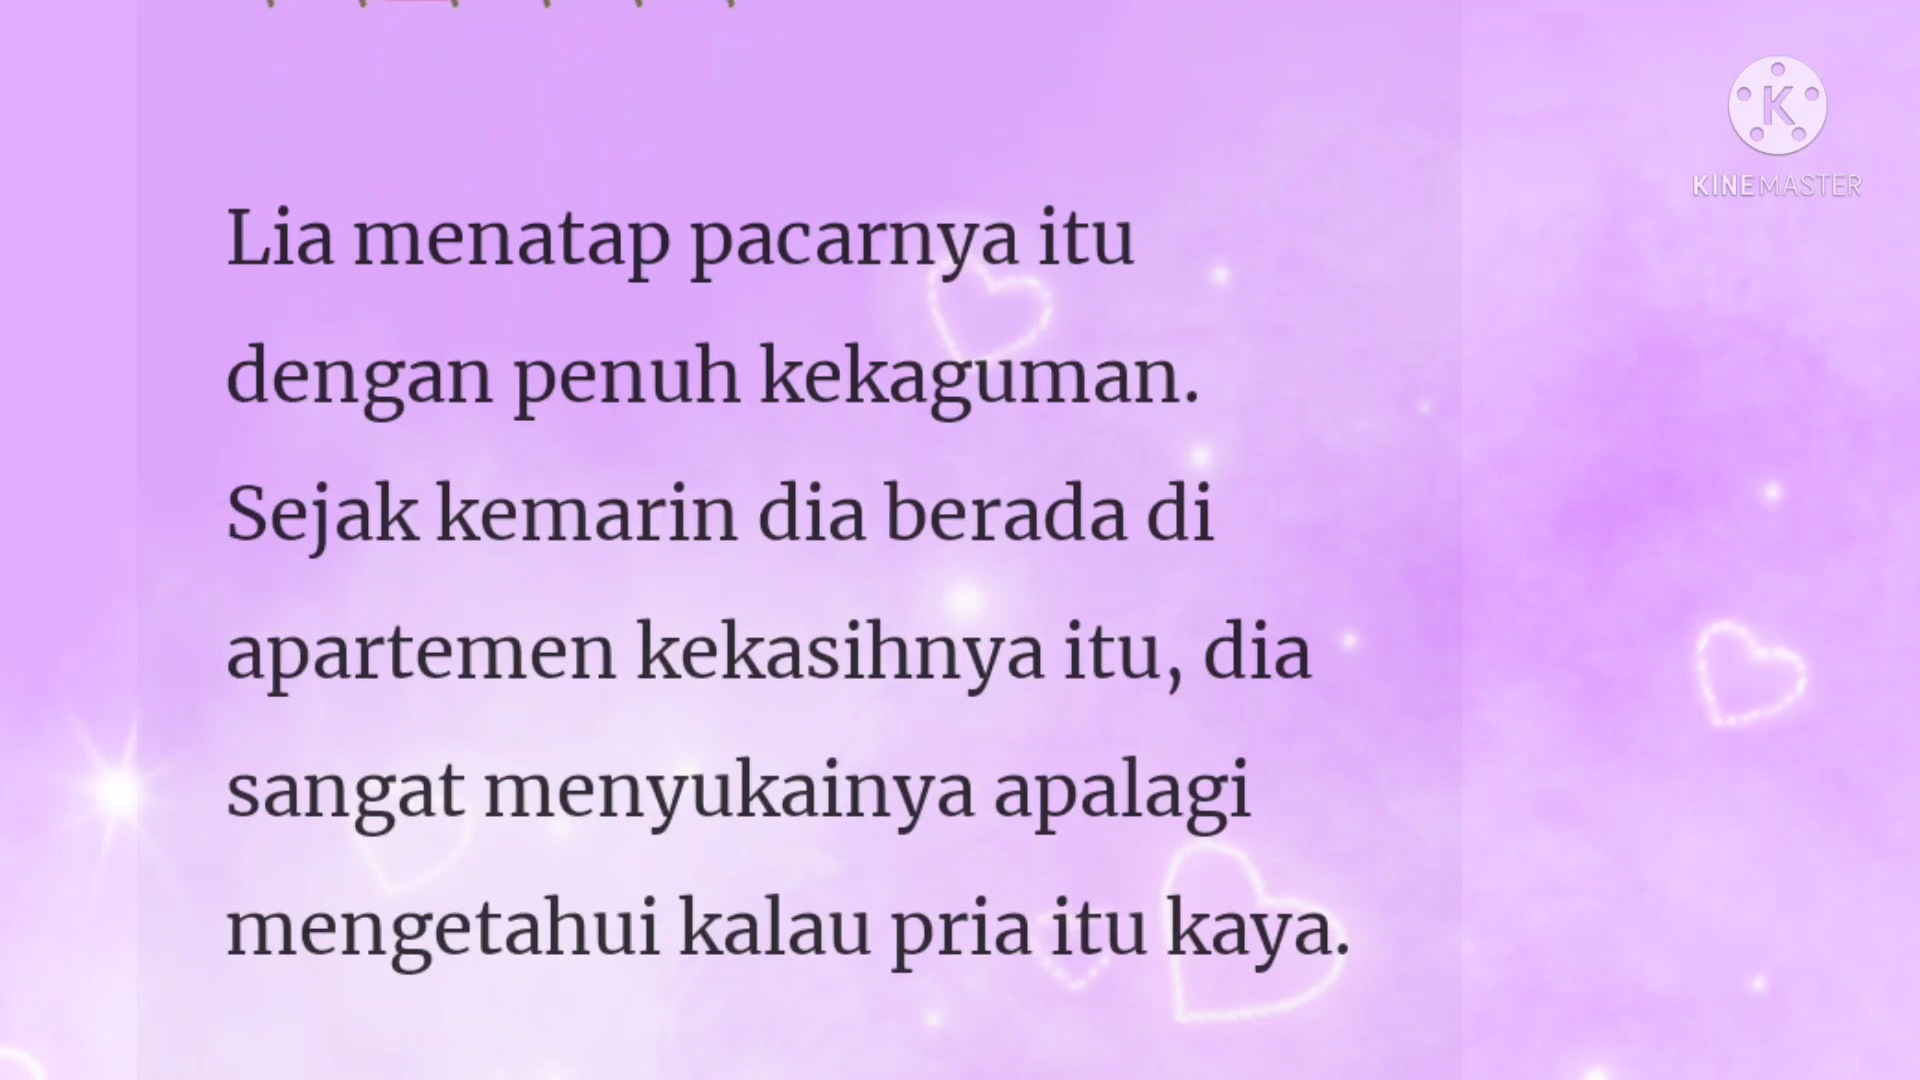 KINEMASTER
Lia menatap pacarnya itu
dengan penuh kekaguman.
Sejak kemarin dia berada di
apartemen kekasihnya itu, dia
sangat menyukainya apalagi
mengetahui kalau pria itu kaya.